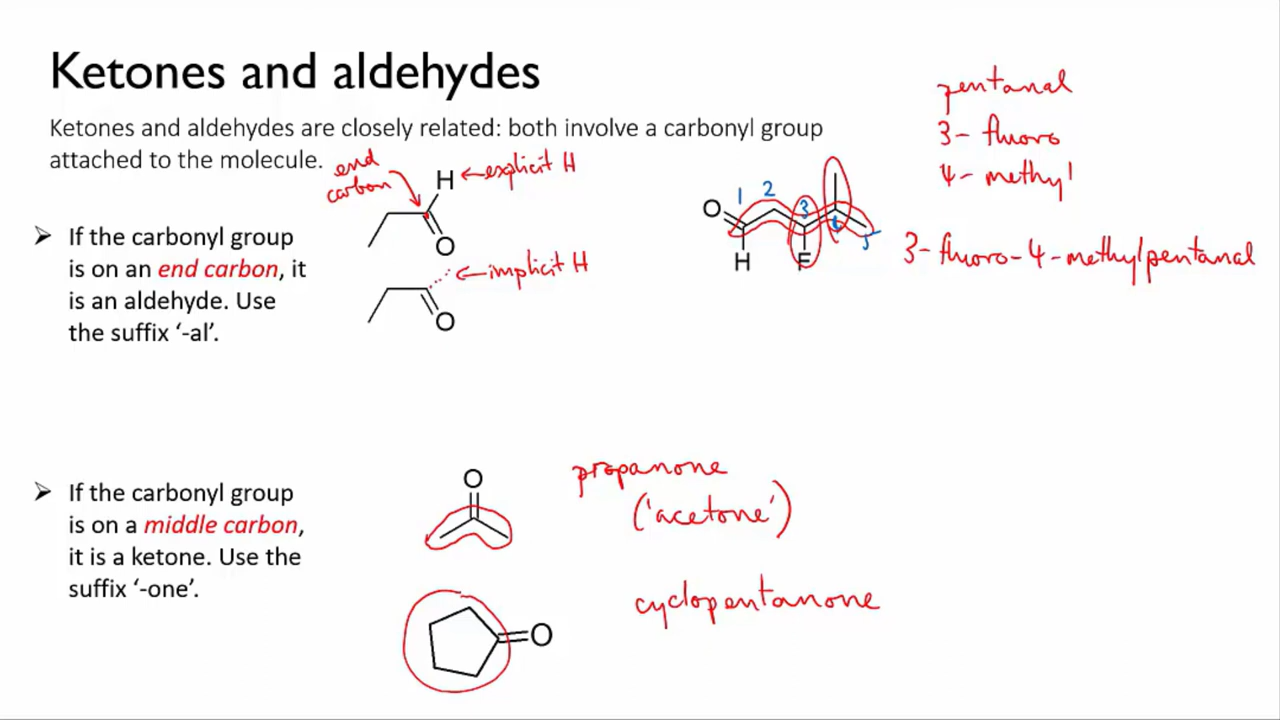 Ketones and aldehydes
Ketones and aldehydes are closely related: both involve a carbonyl group
attached to the molecule.
pentanal
3- fluoro
4- methyl
end
carbon
H
←explicit H
O
➢ If the carbonyl group
is on an end carbon, it
is an aldehyde. Use
the suffix ‘-al’.
←implicit H
O
1 2 3 4 5
O
H
F
3-fluoro-4-methylpentanal
➢ If the carbonyl group
is on a middle carbon,
it is a ketone. Use the
suffix ‘-one’.
O
propanone
('acetone')
O
cyclopentanone